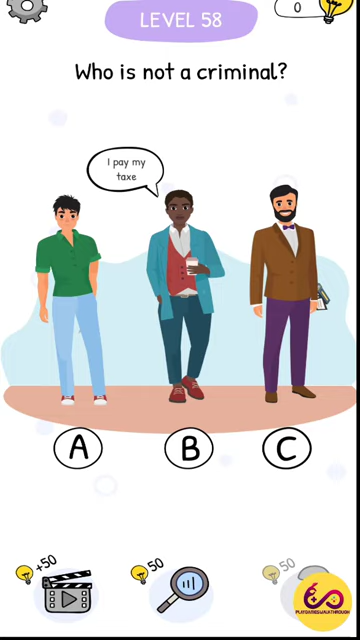 LEVEL 58
0
Who is not a criminal?
I pay my
taxe
A
B
C
+50
50
50
PLAYGAMESWALKTHROUGH